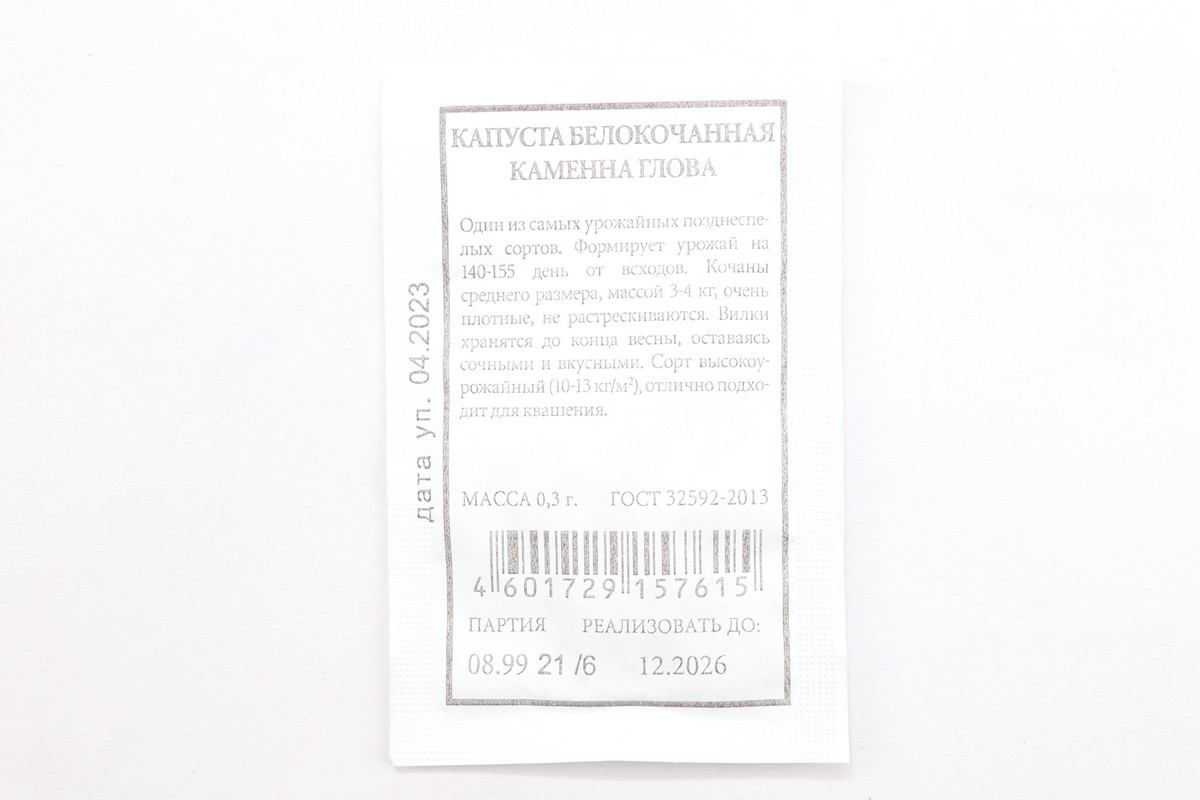 КАПУСТА БЕЛОКОЧАННАЯ
КАМЕННА ГЛОВА
Один из самых урожайных позднеспе-
лых сортов. Формирует урожай на
140-155 день от всходов. Кочаны
среднего размера, массой 3-4 кг, очень
плотные, не растрескиваются. Вилки
хранятся до конца весны, оставаясь
сочными и вкусными. Сорт высокоу-
рожайный (10-13 кг/м²), отлично подхо-
дит для квашения.
МАССА 0,3 г. ГОСТ 32592-2013
4 601729 157615
ПАРТИЯ РЕАЛИЗОВАТЬ ДО:
08.99 21 /6 12.2026
дата уп. 04.2023